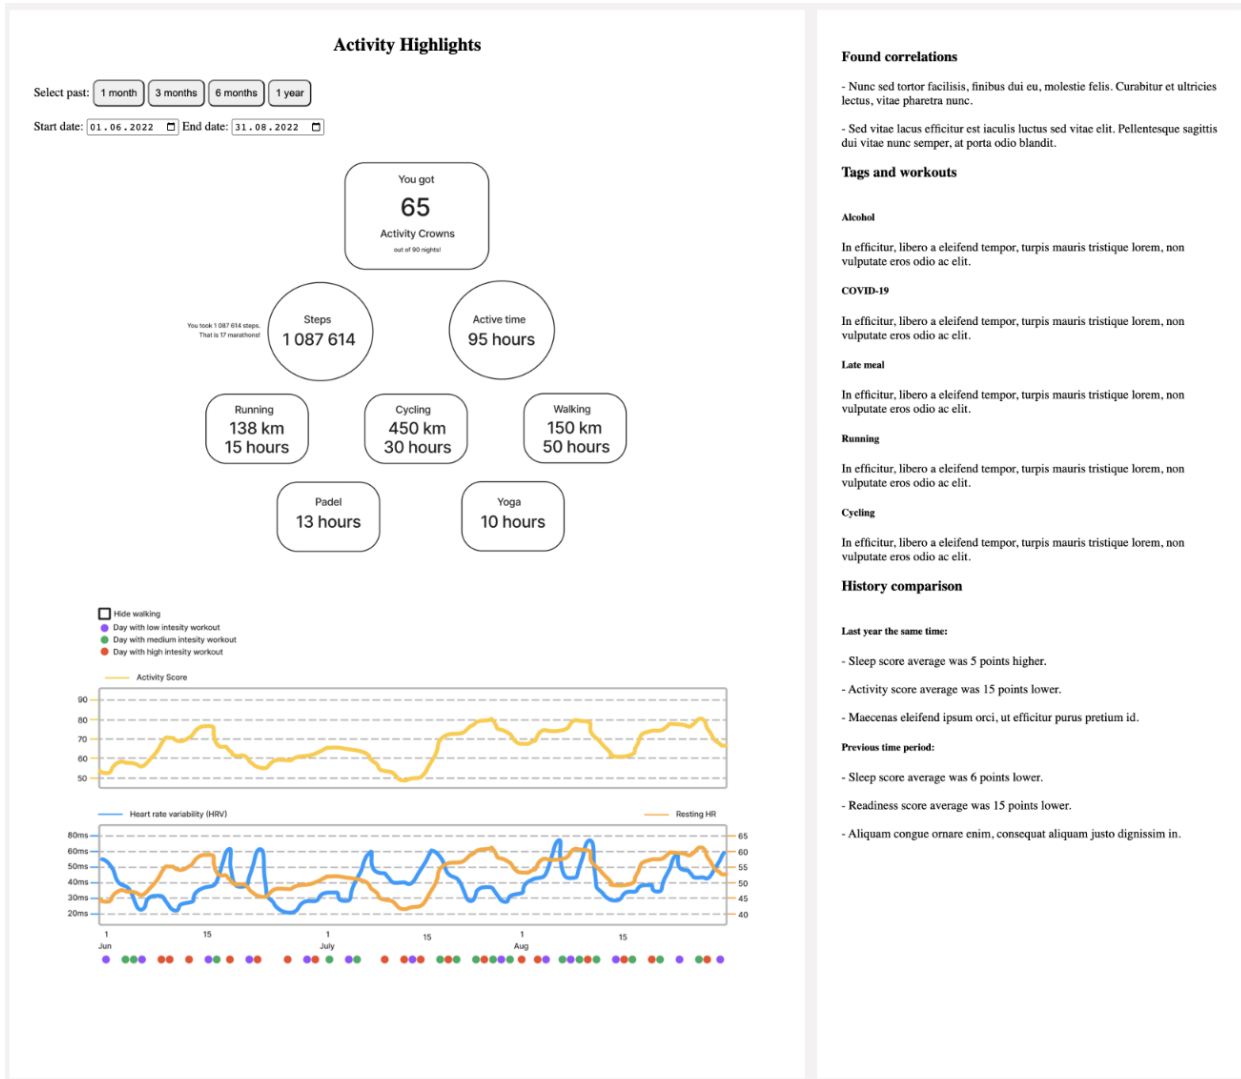 Activity Highlights
Select past: 1 month 3 months 6 months 1 year
Start date: 01.06.2022 End date: 31.08.2022
You got
65
Activity Crowns
out of 90 nights!
You took 1 087 614 steps.
That is 17 marathons!
Steps
1 087 614
Active time
95 hours
Running
138 km
15 hours
Cycling
450 km
30 hours
Walking
150 km
50 hours
Padel
13 hours
Yoga
10 hours
Hide walking
Day with low intesity workout
Day with medium intesity workout
Day with high intesity workout
Activity Score
90
80
70
60
50
Heart rate variability (HRV)
Resting HR
80ms
60ms
50ms
40ms
30ms
20ms
65
60
55
50
45
40
1 15 1 15 1 15
Jun July Aug
Found correlations
- Nunc sed tortor facilisis, finibus dui eu, molestie felis. Curabitur et ultricies
lectus, vitae pharetra nunc.
- Sed vitae lacus efficitur est iaculis luctus sed vitae elit. Pellentesque sagittis
dui vitae nunc semper, at porta odio blandit.
Tags and workouts
Alcohol
In efficitur, libero a eleifend tempor, turpis mauris tristique lorem, non
vulputate eros odio ac elit.
COVID-19
In efficitur, libero a eleifend tempor, turpis mauris tristique lorem, non
vulputate eros odio ac elit.
Late meal
In efficitur, libero a eleifend tempor, turpis mauris tristique lorem, non
vulputate eros odio ac elit.
Running
In efficitur, libero a eleifend tempor, turpis mauris tristique lorem, non
vulputate eros odio ac elit.
Cycling
In efficitur, libero a eleifend tempor, turpis mauris tristique lorem, non
vulputate eros odio ac elit.
History comparison
Last year the same time:
- Sleep score average was 5 points higher.
- Activity score average was 15 points lower.
- Maecenas eleifend ipsum orci, ut efficitur purus pretium id.
Previous time period:
- Sleep score average was 6 points lower.
- Readiness score average was 15 points lower.
- Aliquam congue ornare enim, consequat aliquam justo dignissim in.